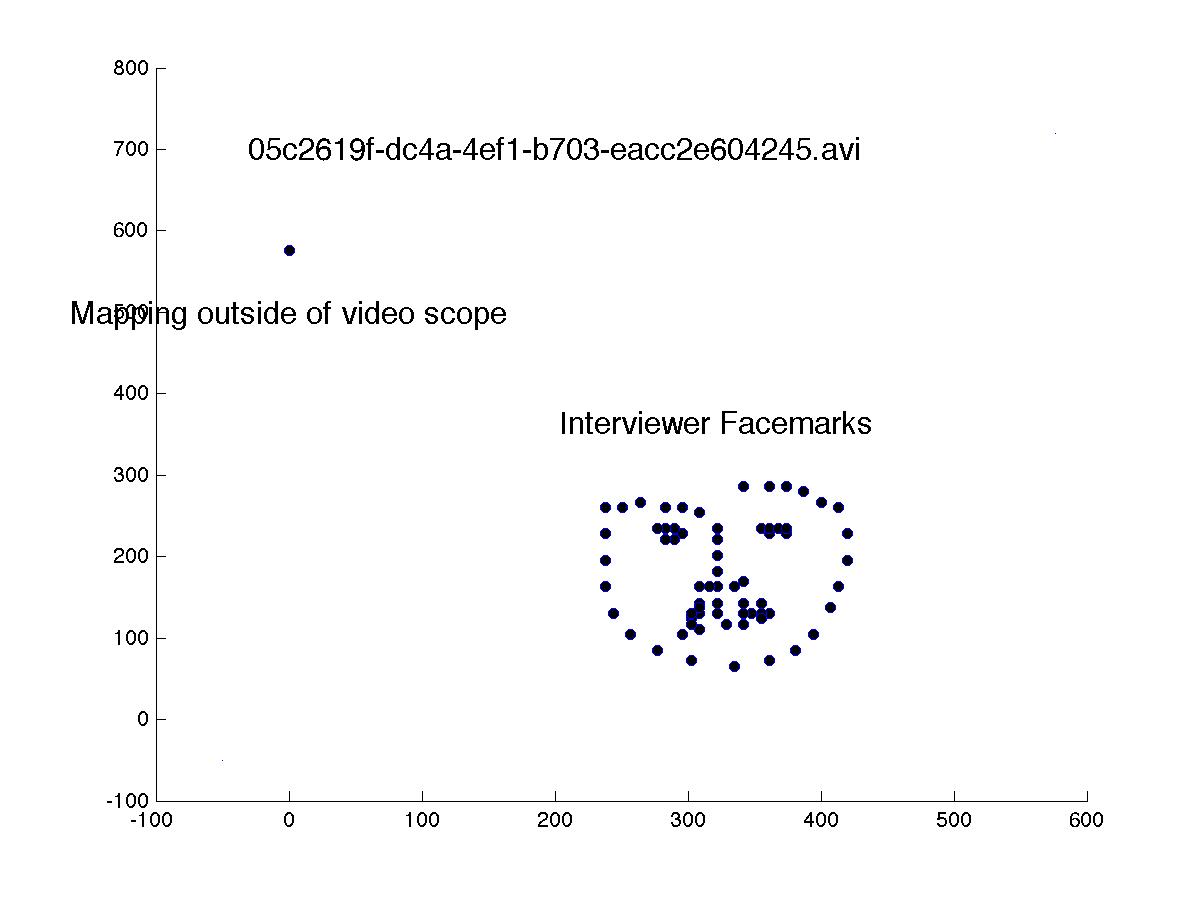 800
700
05c2619f-dc4a-4ef1-b703-eacc2e604245.avi
600
500
Mapping outside of video scope
400
Interviewer Facemarks
300
200
100
0
-100
-100 0 100 200 300 400 500 600